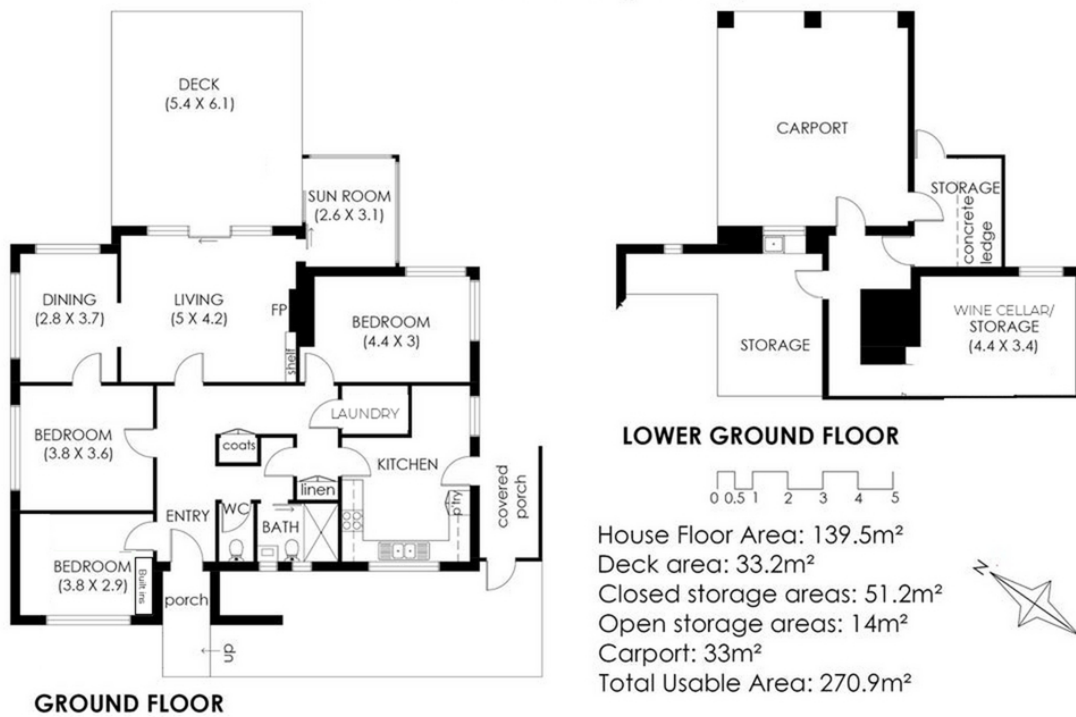 DECK
(5.4 X 6.1)
SUN ROOM
(2.6 X 3.1)
DINING
(2.8 X 3.7)
LIVING
(5 X 4.2)
FP
shelf
BEDROOM
(4.4 X 3)
BEDROOM
(3.8 X 3.6)
LAUNDRY
coats
KITCHEN
linen
p'try
covered
porch
ENTRY
WC
BATH
BEDROOM
(3.8 X 2.9)
Built ins
porch
dn
GROUND FLOOR
CARPORT
STORAGE
concrete
ledge
STORAGE
WINE CELLAR/
STORAGE
(4.4 X 3.4)
LOWER GROUND FLOOR
0 0.5 1 2 3 4 5
House Floor Area: 139.5m²
Deck area: 33.2m²
Closed storage areas: 51.2m²
Open storage areas: 14m²
Carport: 33m²
Total Usable Area: 270.9m²
N